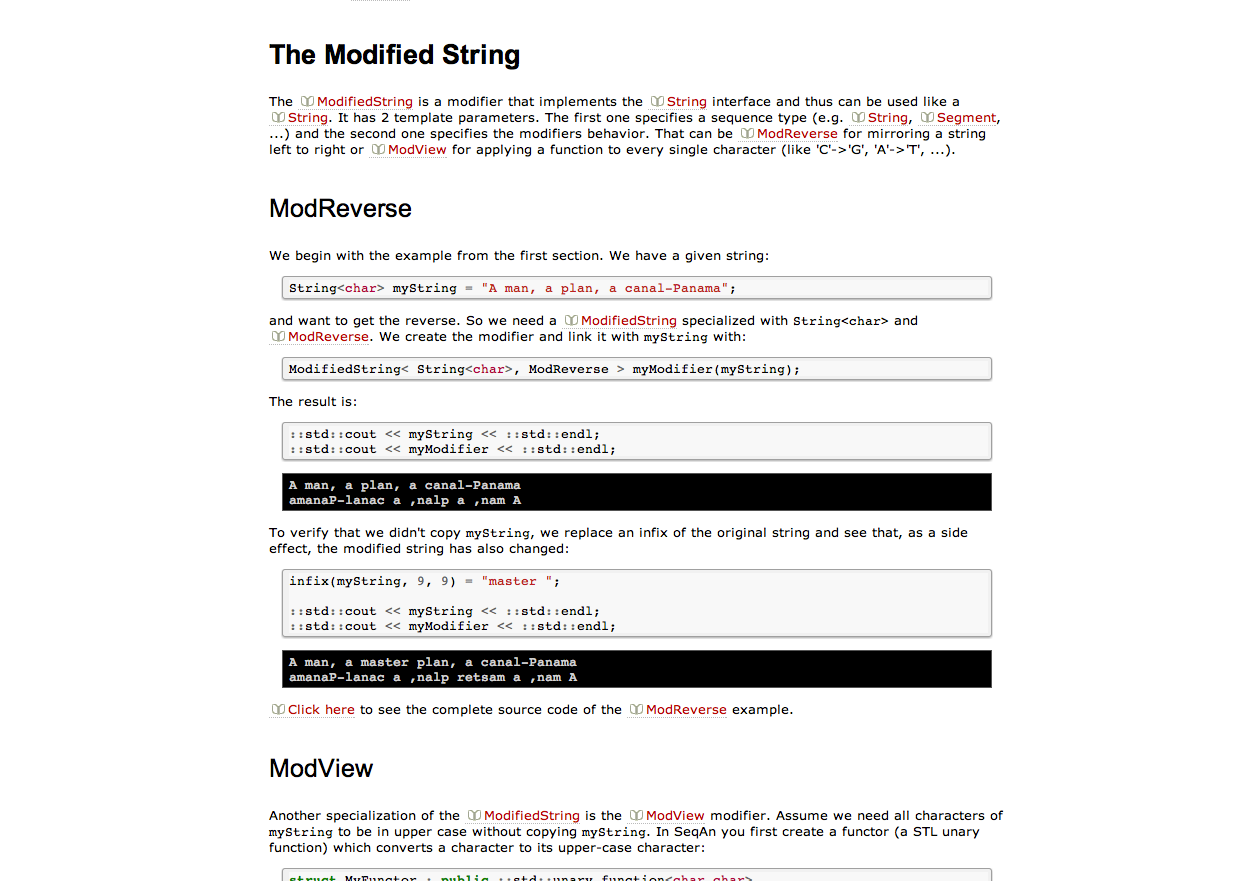 The Modified String
The ModifiedString is a modifier that implements the String interface and thus can be used like a
String. It has 2 template parameters. The first one specifies a sequence type (e.g. String, Segment,
...) and the second one specifies the modifiers behavior. That can be ModReverse for mirroring a string
left to right or ModView for applying a function to every single character (like 'C'->'G', 'A'->'T', ...).
ModReverse
We begin with the example from the first section. We have a given string:
String<char> myString = "A man, a plan, a canal-Panama";
and want to get the reverse. So we need a ModifiedString specialized with String<char> and
ModReverse. We create the modifier and link it with myString with:
ModifiedString< String<char>, ModReverse > myModifier(myString);
The result is:
::std::cout << myString << ::std::endl;
::std::cout << myModifier << ::std::endl;
A man, a plan, a canal-Panama
amanaP-lanac a ,nalp a ,nam A
To verify that we didn't copy myString, we replace an infix of the original string and see that, as a side
effect, the modified string has also changed:
infix(myString, 9, 9) = "master ";
::std::cout << myString << ::std::endl;
::std::cout << myModifier << ::std::endl;
A man, a master plan, a canal-Panama
amanaP-lanac a ,nalp retsam a ,nam A
Click here to see the complete source code of the ModReverse example.
ModView
Another specialization of the ModifiedString is the ModView modifier. Assume we need all characters of
myString to be in upper case without copying myString. In SeqAn you first create a functor (a STL unary
function) which converts a character to its upper-case character:
struct MyFunctor : public ::std::unary_function<char,char>